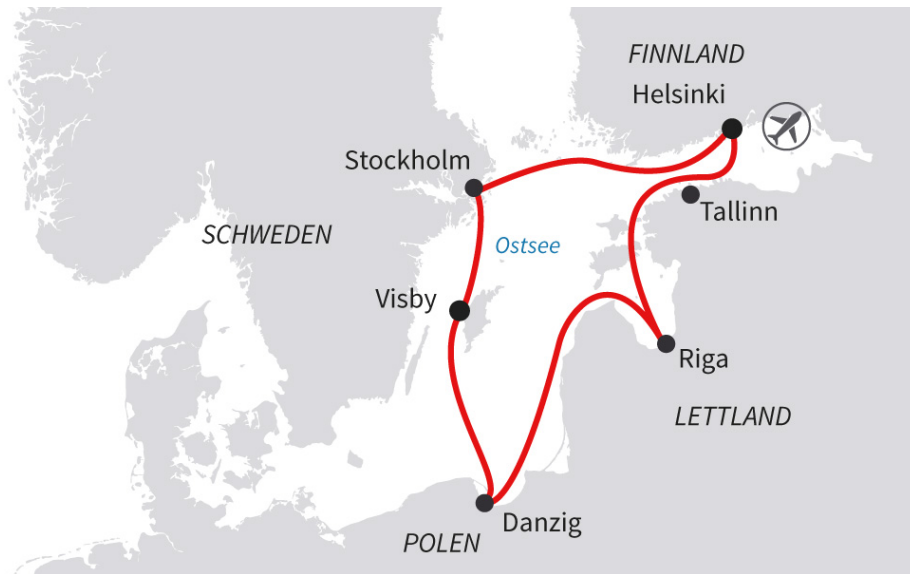 FINNLAND
Helsinki
Stockholm
Tallinn
SCHWEDEN
Ostsee
Visby
Riga
LETTLAND
Danzig
POLEN